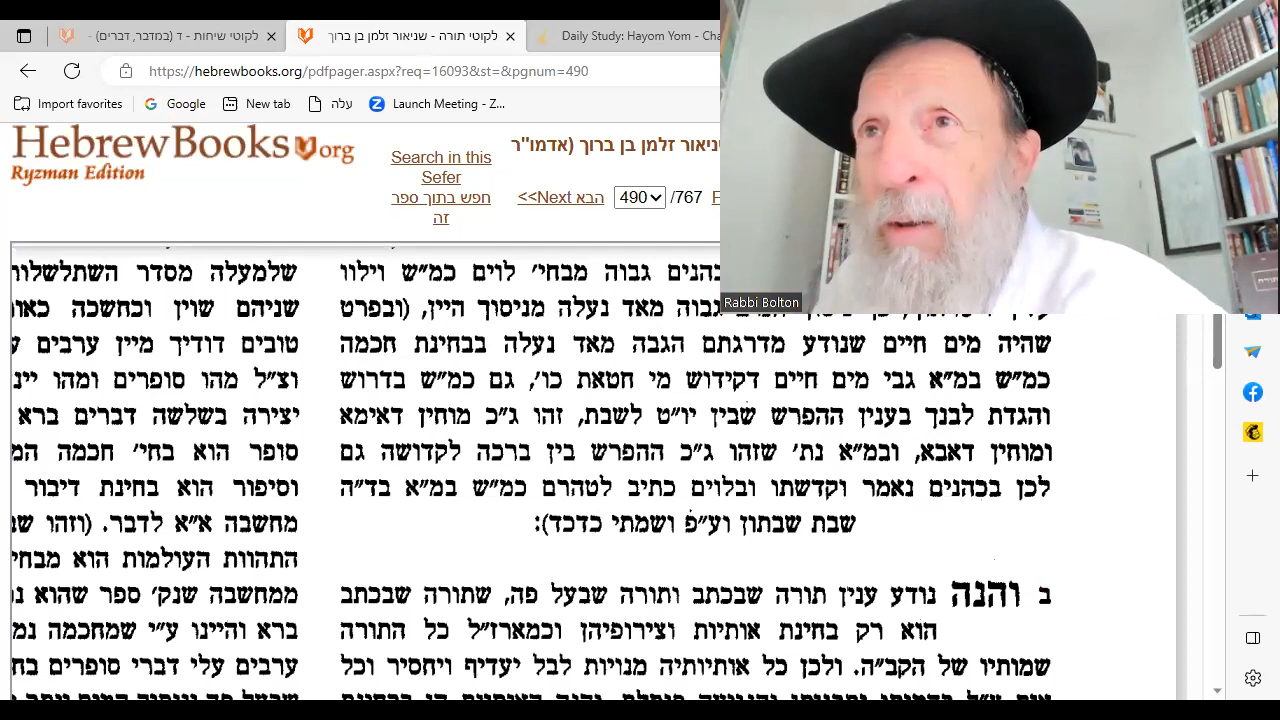 לקוטי שיחות - ד (במדבר, דברים) -
לקוטי תורה - שניאור זלמן בן ברוך
Daily Study: Hayom Yom - Cha
https://hebrewbooks.org/pdfpager.aspx?req=16093&st=&pgnum=490
Import favorites
Google
New tab
עלה
Launch Meeting - Z...
HebrewBooks.org
Ryzman Edition
Search in this
Sefer
חפש בתוך ספר
זה
שניאור זלמן בן ברוך (אדמו"ר
<<Next הבא
490
/767
Rabbi Bolton
גבוה מבחי׳ לוים כמ״ש וילוו
גבוה מאד נעלה מניסוך היין, (ובפרט
שהיה מים חיים שנודע מדרגתם הגבה מאד נעלה בבחינת חכמה
כמ״ש במ״א גבי מים חיים דקידוש מי חטאת כו׳, גם כמ״ש בדרוש
והגדת לבנך בענין ההפרש שבין יו״ט לשבת, זהו ג״כ מוחין דאימא
ומוחין דאבא, ובמ״א נת׳ שזהו ג״כ ההפרש בין ברכה לקדושה גם
לכן בכהנים נאמר וקדשתו ובלוים כתיב לטהרם כמ״ש במ״א בד״ה
שבת שבתון וע״פ ושמתי כדכד):
ב והנה נודע ענין תורה שבכתב ותורה שבעל פה, שתורה שבכתב
הוא רק בחינת אותיות וצירופיהן וכמארז״ל כל התורה
שמותיו של הקב״ה. ולכן כל אותיותיה מנויות לבל יעדיף ויחסיר וכל
שלמעלה מסדר השתלשלות
שניהם שוין וכחשכה כאו
טובים דודיך מיין ערבים
וצ״ל מהו סופרים ומהו יינ
יצירה בשלשה דברים ברא
סופר הוא בחי׳ חכמה המ
וסיפור הוא בחינת דיבור
מחשבה א״א לדבר. (וזהו ש
התהוות העולמות הוא מבחי
ממחשבה שנק׳ ספר שהוא נ
ברא והיינו ע״י שמחכמה נמ
ערבים עלי דברי סופרים בח